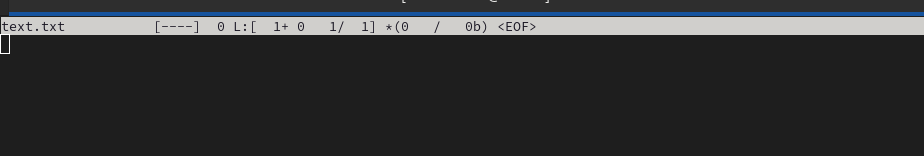 text.txt [----] 0 L:[ 1+ 0 1/ 1] *(0 / 0b) <EOF>